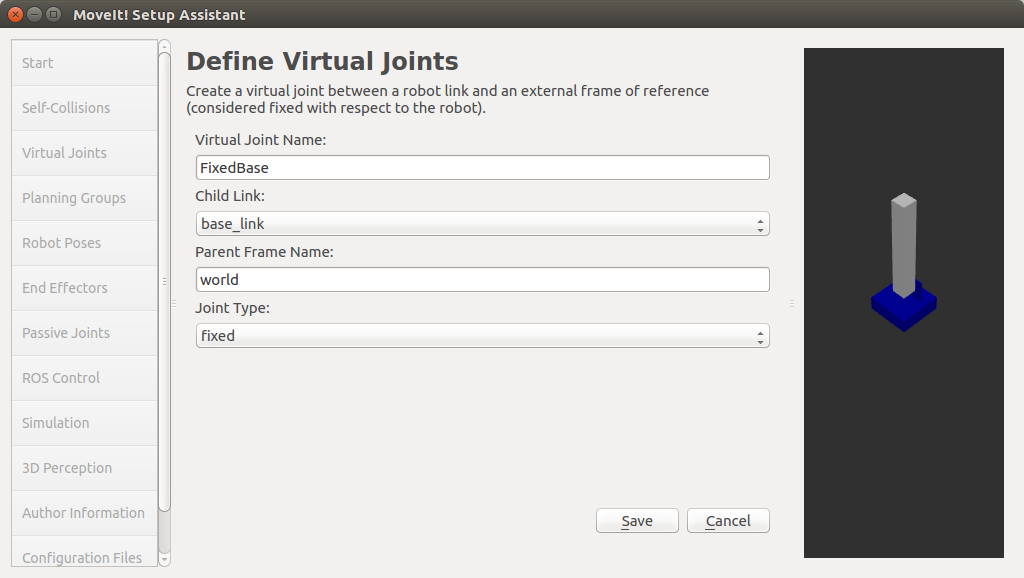 MoveIt! Setup Assistant
Start
Self-Collisions
Virtual Joints
Planning Groups
Robot Poses
End Effectors
Passive Joints
ROS Control
Simulation
3D Perception
Author Information
Configuration Files
Define Virtual Joints
Create a virtual joint between a robot link and an external frame of reference
(considered fixed with respect to the robot).
Virtual Joint Name:
FixedBase
Child Link:
base_link
Parent Frame Name:
world
Joint Type:
fixed
Save
Cancel